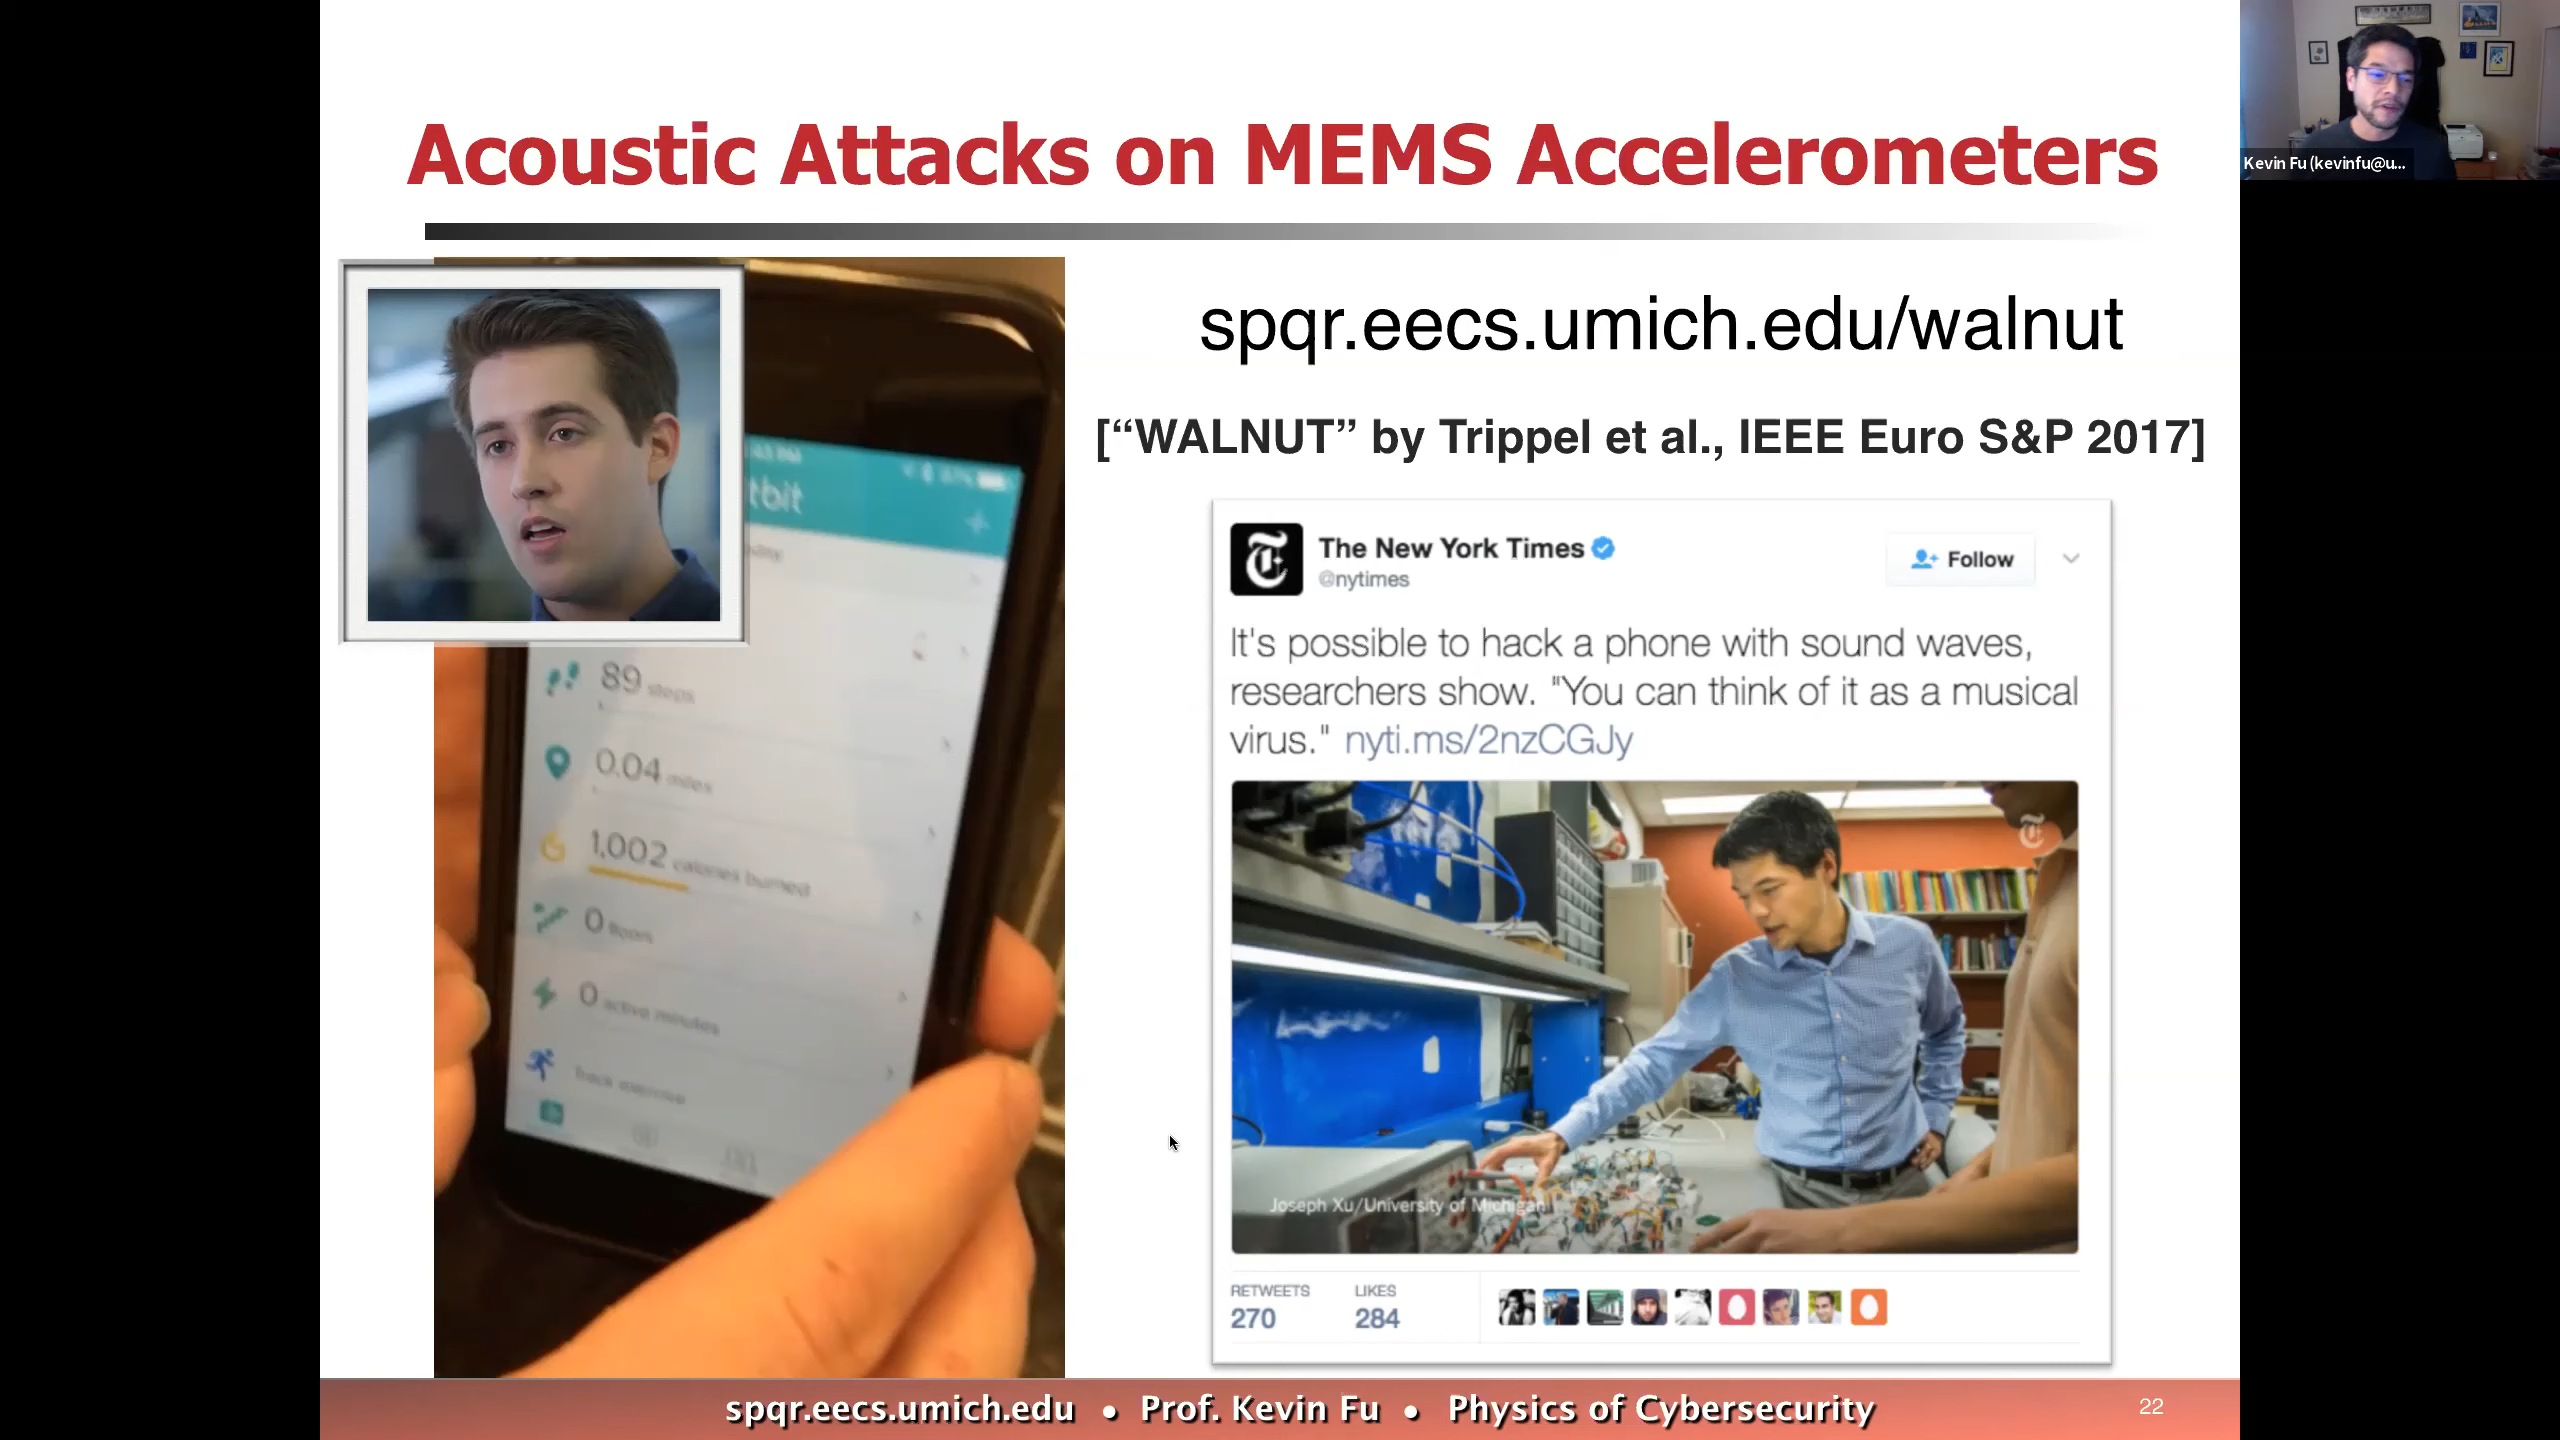 Acoustic Attacks on MEMS Accelerometers
Kevin Fu (kevinfu@u...
spqr.eecs.umich.edu/walnut
[“WALNUT” by Trippel et al., IEEE Euro S&P 2017]
tbit
89 steps
0.04 miles
1,002 calories burned
0 floors
0 active minutes
Track exercise
The New York Times
@nytimes
Follow
It's possible to hack a phone with sound waves,
researchers show. "You can think of it as a musical
virus." nyti.ms/2nzCGJy
Joseph Xu/University of Michigan
RETWEETS LIKES
270 284
spqr.eecs.umich.edu • Prof. Kevin Fu • Physics of Cybersecurity
22